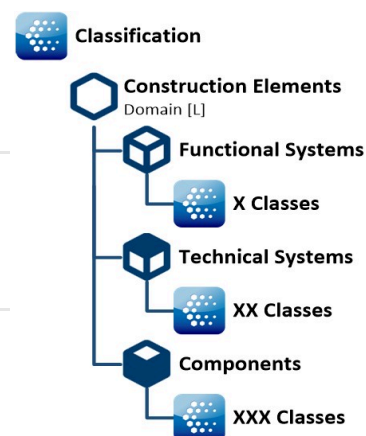 Classification
Construction Elements
Domain [L]
Functional Systems
X Classes
Technical Systems
XX Classes
Components
XXX Classes